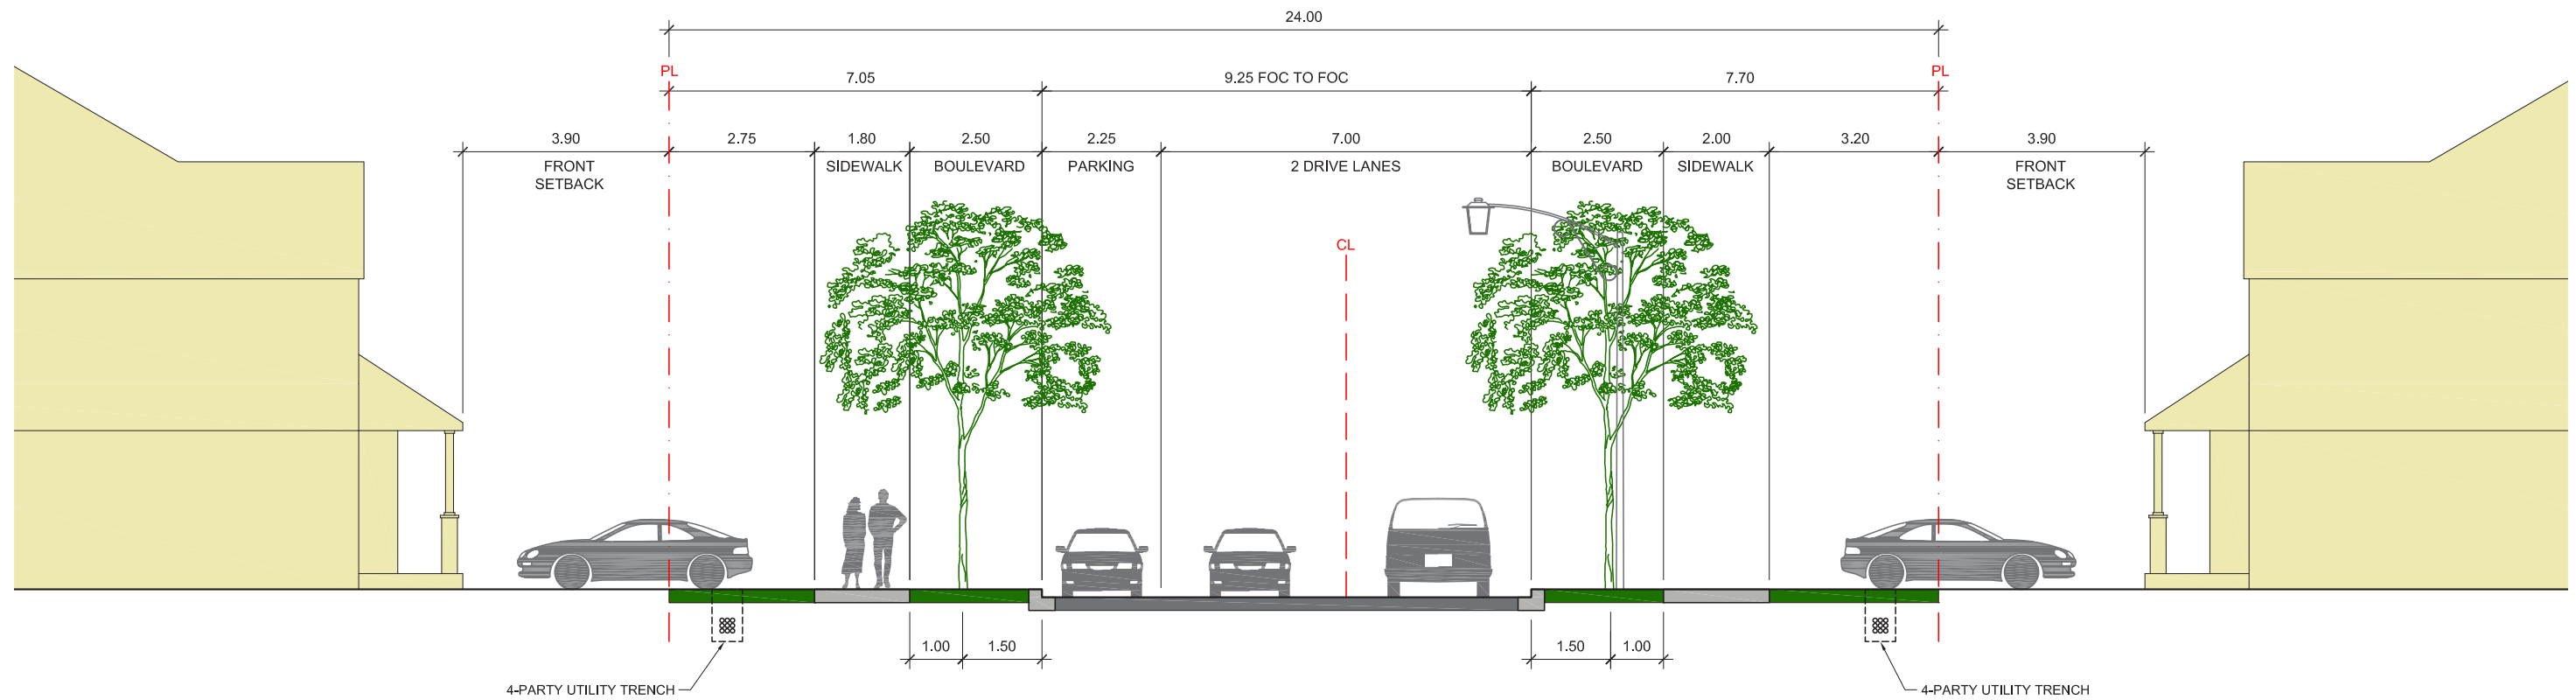 24.00
PL
7.05
9.25 FOC TO FOC
7.70
PL
3.90
2.75
1.80
2.50
2.25
7.00
2.50
2.00
3.20
3.90
FRONT
SETBACK
SIDEWALK
BOULEVARD
PARKING
2 DRIVE LANES
BOULEVARD
SIDEWALK
FRONT
SETBACK
CL
1.00
1.50
1.50
1.00
4-PARTY UTILITY TRENCH
4-PARTY UTILITY TRENCH